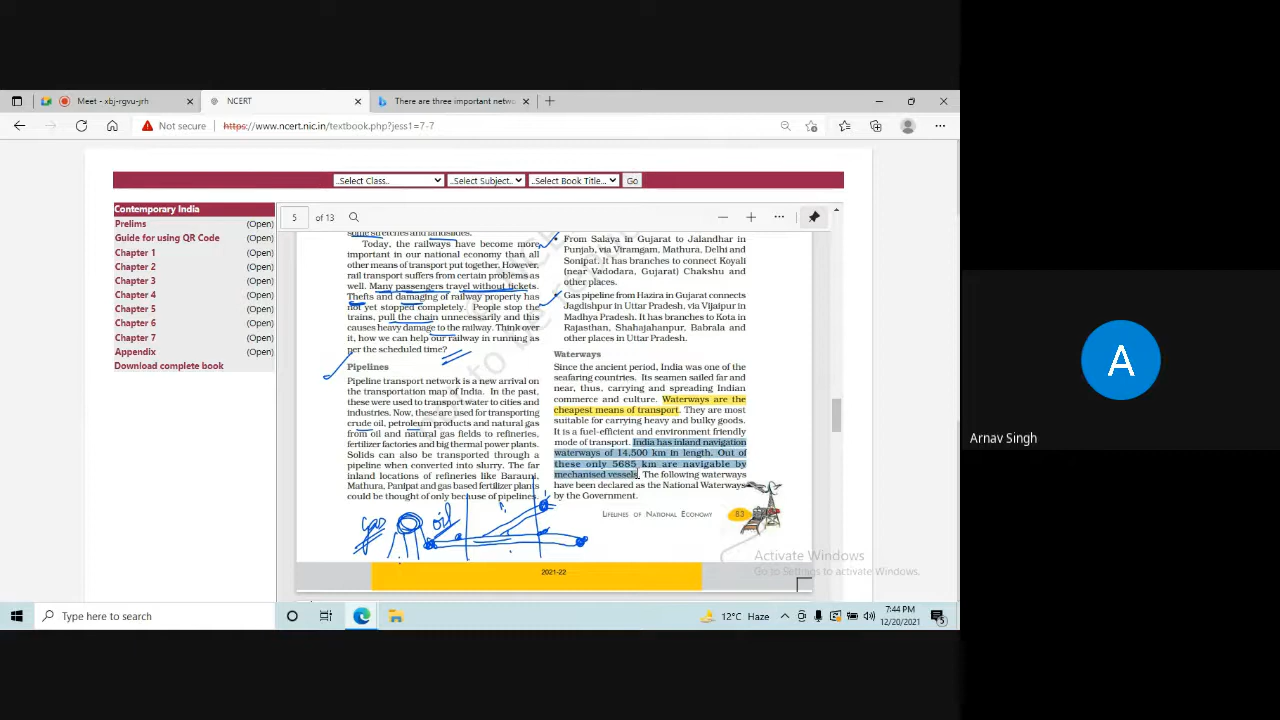 Meet - xbj-rgvu-jrh
NCERT
There are three important netwo
Not secure
https://www.ncert.nic.in/textbook.php?jess1=7-7
..Select Class..
..Select Subject..
..Select Book Title...
Go
Contemporary India
Prelims (Open)
Guide for using QR Code (Open)
Chapter 1 (Open)
Chapter 2 (Open)
Chapter 3 (Open)
Chapter 4 (Open)
Chapter 5 (Open)
Chapter 6 (Open)
Chapter 7 (Open)
Appendix (Open)
Download complete book
5 of 13
some stretches and landslides.
Today, the railways have become more
important in our national economy than all
other means of transport put together. However,
rail transport suffers from certain problems as
well. Many passengers travel without tickets.
Thefts and damaging of railway property has
not yet stopped completely. People stop the
trains, pull the chain unnecessarily and this
causes heavy damage to the railway. Think over
it, how we can help our railway in running as
per the scheduled time?
Pipelines
Pipeline transport network is a new arrival on
the transportation map of India. In the past,
these were used to transport water to cities and
industries. Now, these are used for transporting
crude oil, petroleum products and natural gas
from oil and natural gas fields to refineries,
fertilizer factories and big thermal power plants.
Solids can also be transported through a
pipeline when converted into slurry. The far
inland locations of refineries like Barauni,
Mathura, Panipat and gas based fertilizer plants
could be thought of only because of pipelines.
gas
oil
• From Salaya in Gujarat to Jalandhar in
Punjab, via Viramgam, Mathura, Delhi and
Sonipat. It has branches to connect Koyali
(near Vadodara, Gujarat) Chakshu and
other places.
• Gas pipeline from Hazira in Gujarat connects
Jagdishpur in Uttar Pradesh, via Vijaipur in
Madhya Pradesh. It has branches to Kota in
Rajasthan, Shahajahanpur, Babrala and
other places in Uttar Pradesh.
Waterways
Since the ancient period, India was one of the
seafaring countries. Its seamen sailed far and
near, thus, carrying and spreading Indian
commerce and culture. Waterways are the
cheapest means of transport. They are most
suitable for carrying heavy and bulky goods.
It is a fuel-efficient and environment friendly
mode of transport. India has inland navigation
waterways of 14,500 km in length. Out of
these only 5685 km are navigable by
mechanised vessels. The following waterways
have been declared as the National Waterways
by the Government.
LIFELINES OF NATIONAL ECONOMY 83
2021-22
Activate Windows
Go to Settings to activate Windows.
Type here to search
12°C Haze
7:44 PM
12/20/2021
5
A
Arnav Singh